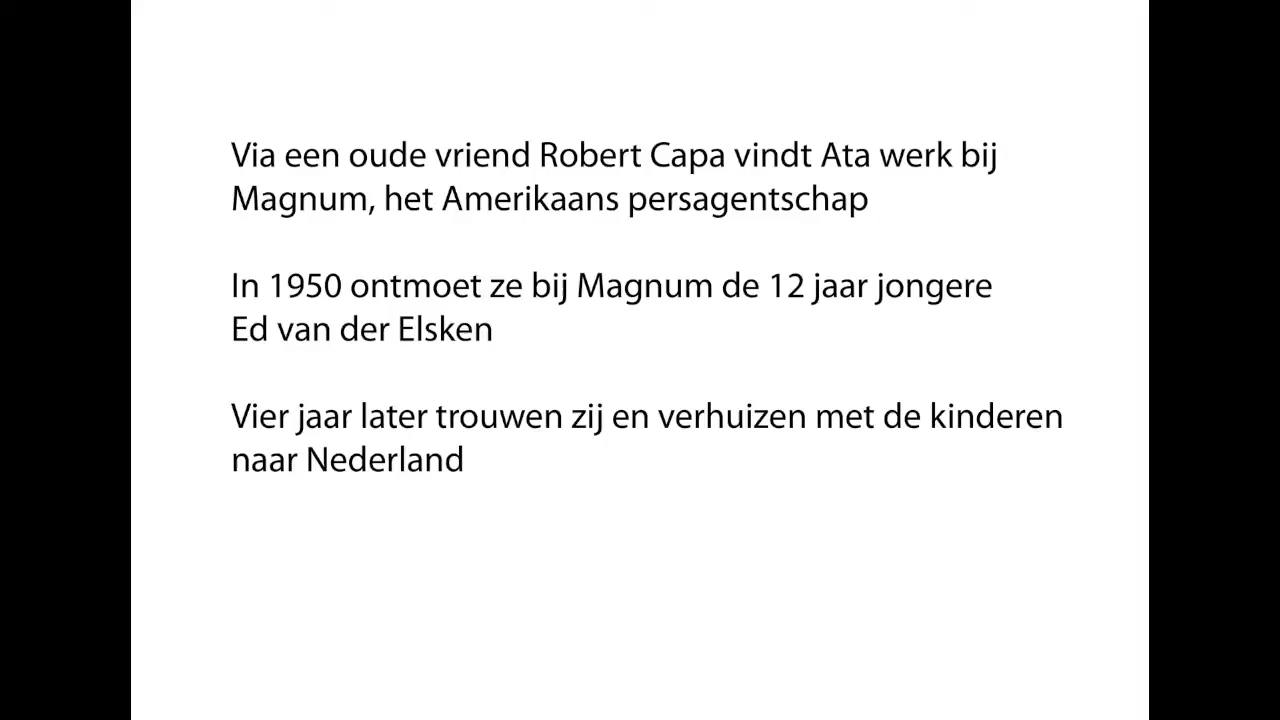 Via een oude vriend Robert Capa vindt Ata werk bij
Magnum, het Amerikaans persagentschap
In 1950 ontmoet ze bij Magnum de 12 jaar jongere
Ed van der Elsken
Vier jaar later trouwen zij en verhuizen met de kinderen
naar Nederland